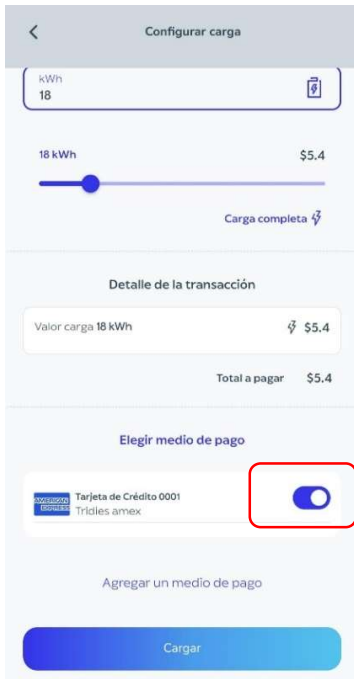 Configurar carga
kWh
18
18 kWh $5.4
Carga completa
Detalle de la transacción
Valor carga 18 kWh $5.4
Total a pagar $5.4
Elegir medio de pago
AMERICAN
EXPRESS
Tarjeta de Crédito 0001
Tridies amex
Agregar un medio de pago
Cargar